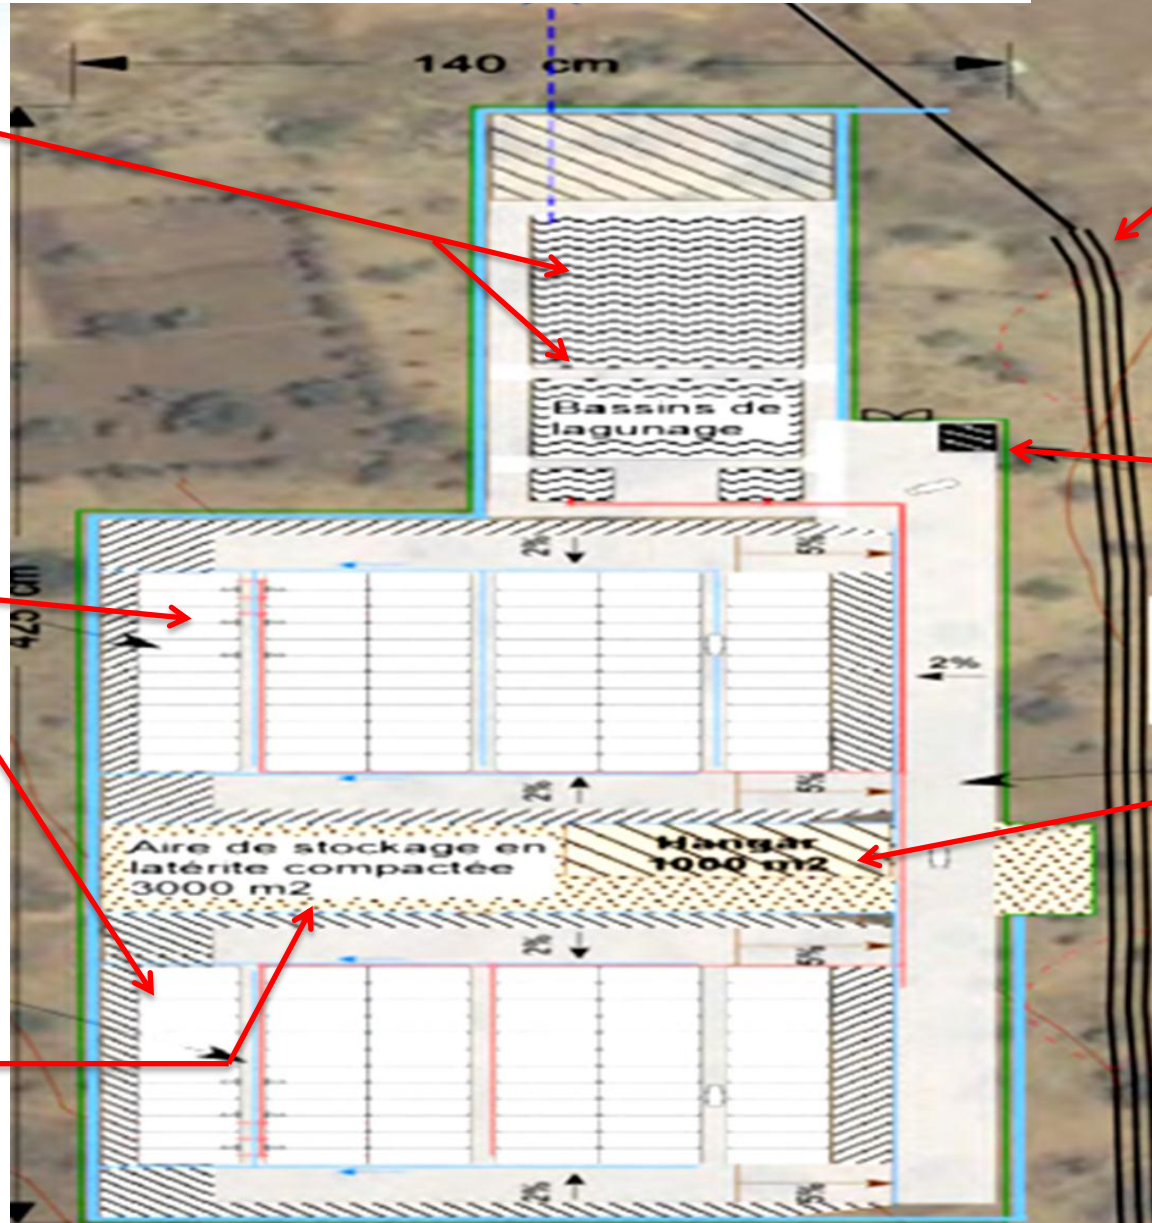 140 cm
Bassins de
lagunage
2%
5%
425 cm
2%
2%
5%
Aire de stockage en
latérite compactée
3000 m2
Hangar
1000 m2
2%
5%
2%
5%